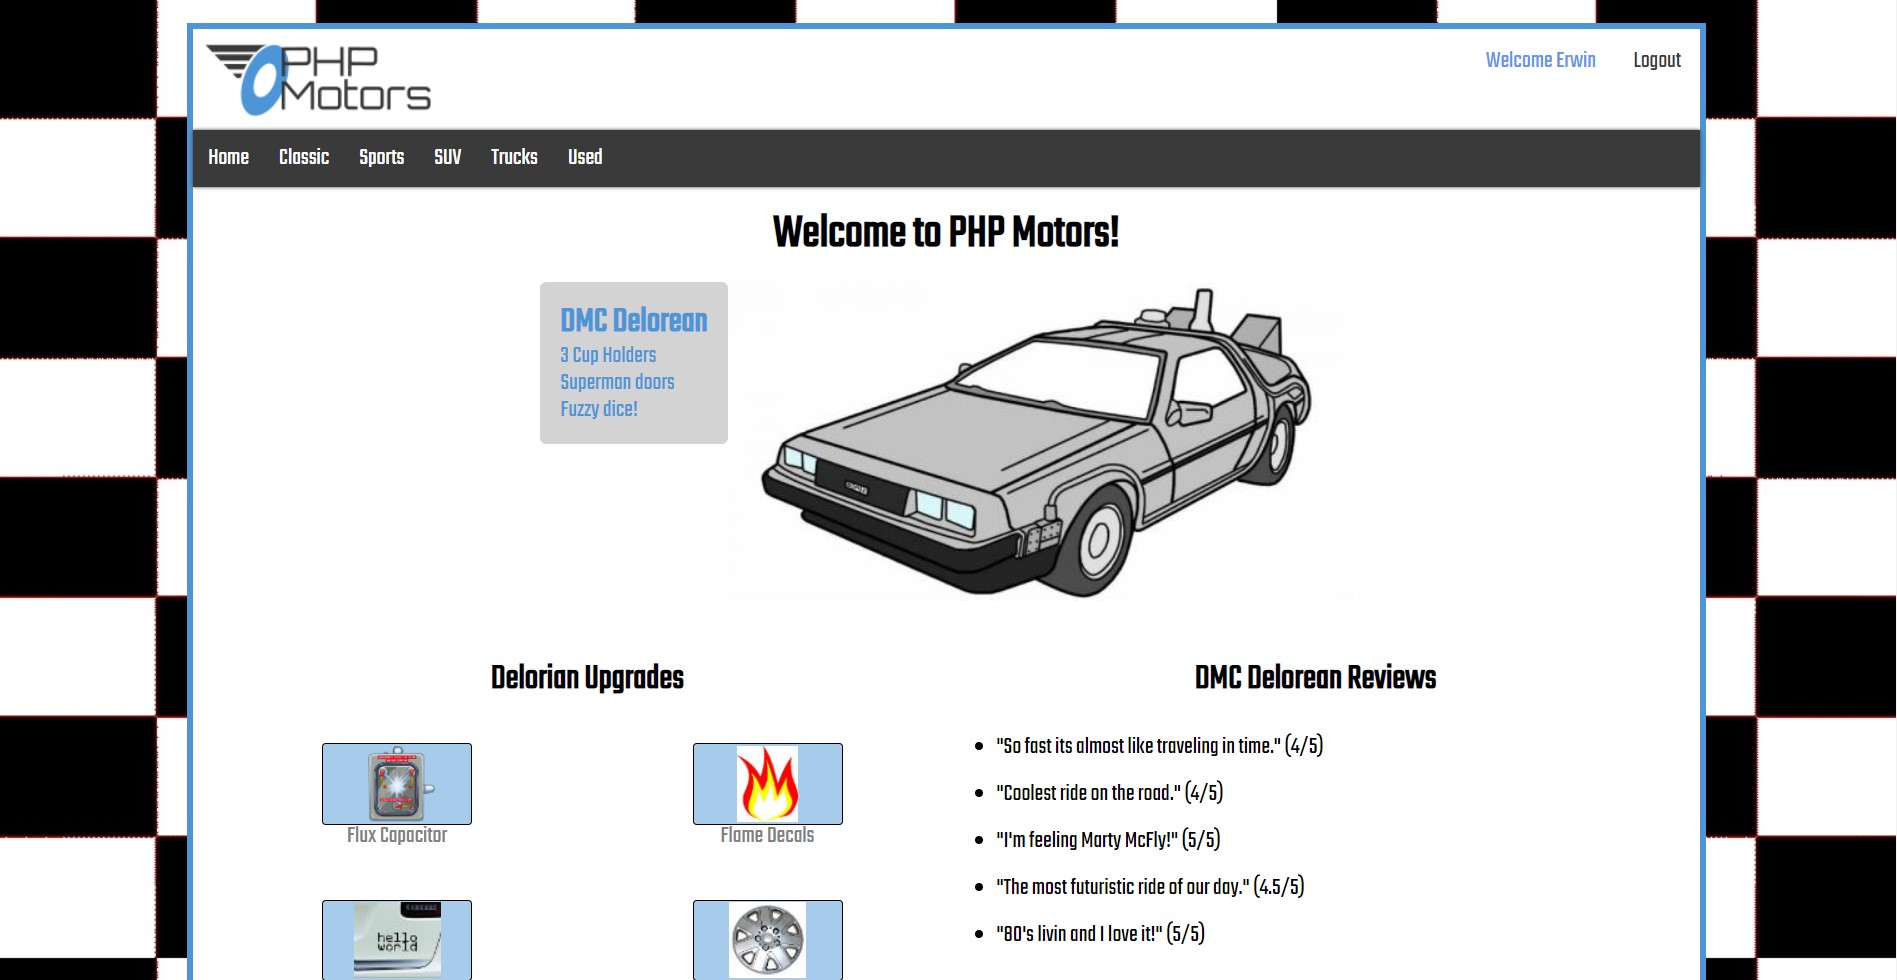 PHP
Motors
Welcome Erwin Logout
Home Classic Sports SUV Trucks Used
Welcome to PHP Motors!
DMC Delorean
3 Cup Holders
Superman doors
Fuzzy dice!
Delorian Upgrades
Flux Capacitor
Flame Decals
hello
world
DMC Delorean Reviews
"So fast its almost like traveling in time." (4/5)
"Coolest ride on the road." (4/5)
"I'm feeling Marty McFly!" (5/5)
"The most futuristic ride of our day." (4.5/5)
"80's livin and I love it!" (5/5)